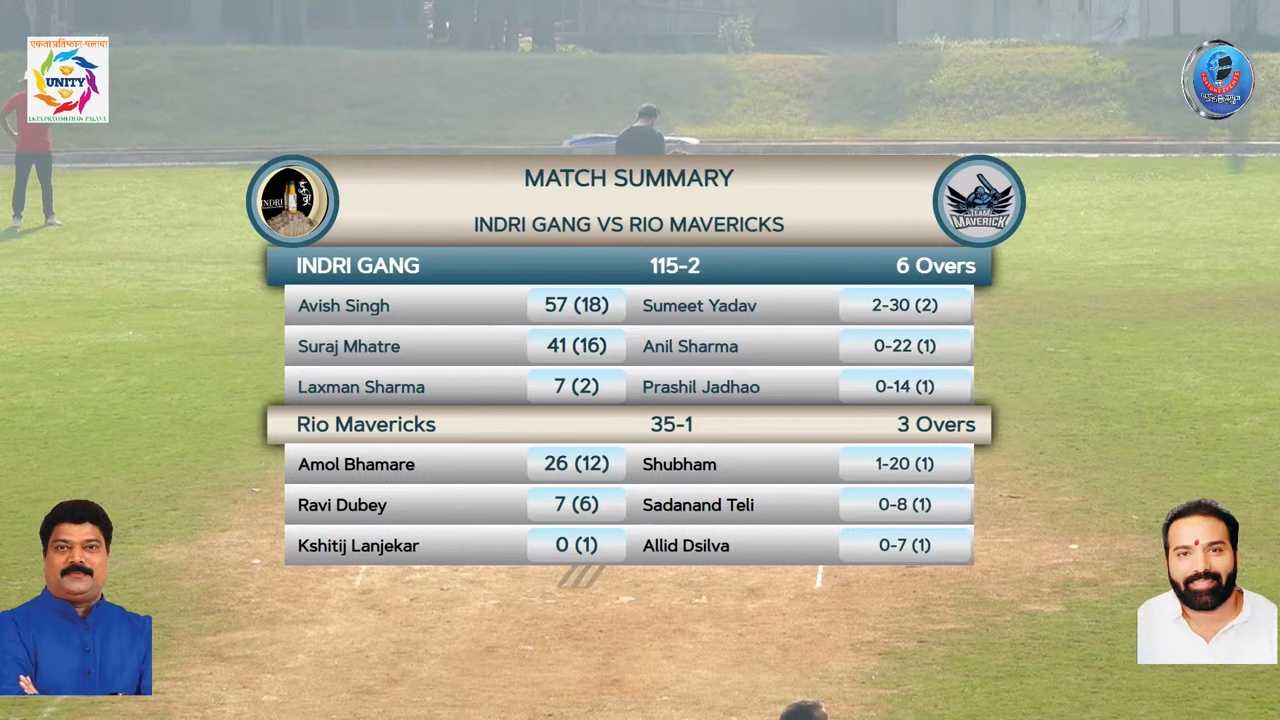 एकता प्रतिष्ठान-पलावा
UNITY
EKTA PRATISHTHAN-PALAVA
MATCH SUMMARY
INDRI GANG VS RIO MAVERICKS
INDRI
TEAM
MAVERICK
INDRI GANG 115-2 6 Overs
Avish Singh 57 (18) Sumeet Yadav 2-30 (2)
Suraj Mhatre 41 (16) Anil Sharma 0-22 (1)
Laxman Sharma 7 (2) Prashil Jadhao 0-14 (1)
Rio Mavericks 35-1 3 Overs
Amol Bhamare 26 (12) Shubham 1-20 (1)
Ravi Dubey 7 (6) Sadanand Teli 0-8 (1)
Kshitij Lanjekar 0 (1) Allid Dsilva 0-7 (1)